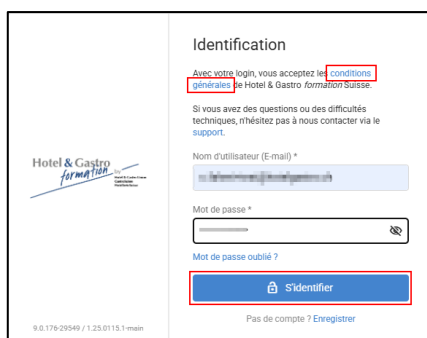 Identification
Avec votre login, vous acceptez les conditions
générales de Hotel & Gastro formation Suisse.
Si vous avez des questions ou des difficultés
techniques, n'hésitez pas à nous contacter via le
support.
Hotel & Gastro
formation
Nom d'utilisateur (E-mail) *
Mot de passe *
Mot de passe oublié ?
S'identifier
Pas de compte ? Enregistrer
9.0.176-29549 / 1.25.0115.1-main